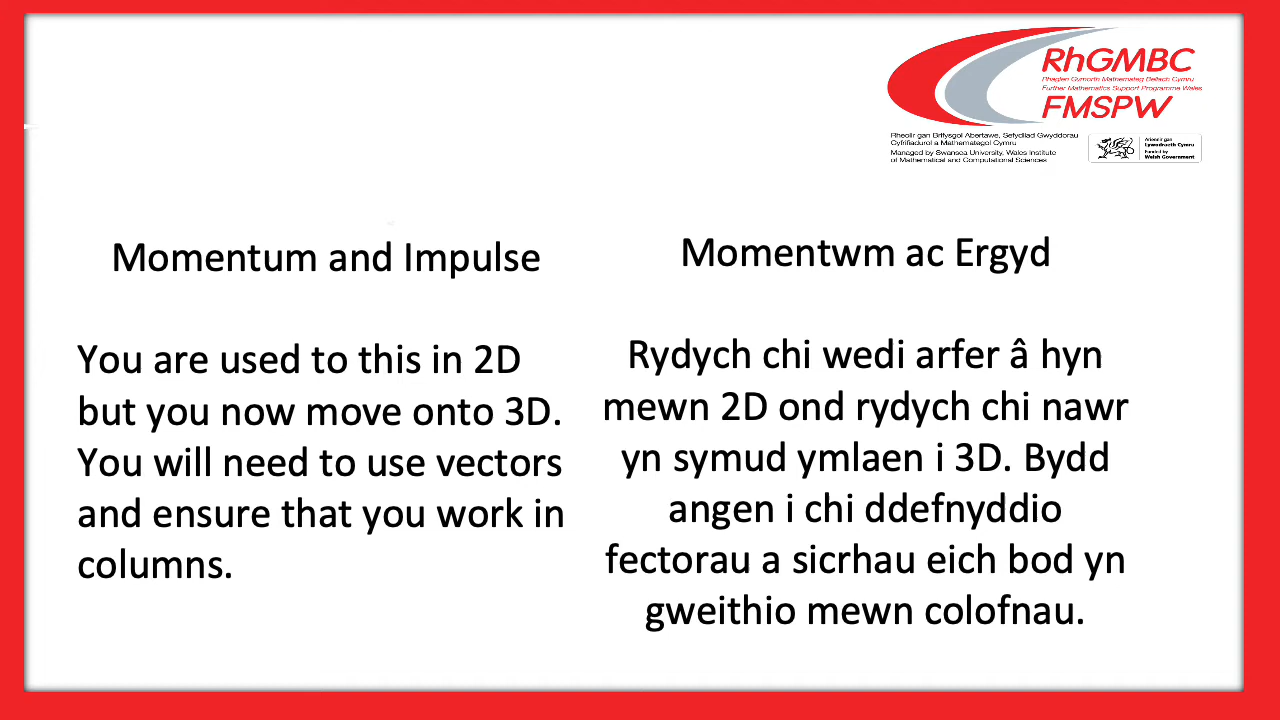 RhGMBC
Rhaglen Gymorth Mathemateg Bellach Cymru
Further Mathematics Support Programme Wales
FMSPW
Rheolir gan Brifysgol Abertawe, Sefydliad Gwyddorau
Cyfrifiadurol a Mathemategol Cymru
Managed by Swansea University, Wales Institute
of Mathematical and Computational Sciences
Ariennir gan
Lywodraeth Cymru
Funded by
Welsh Government
Momentum and Impulse
You are used to this in 2D
but you now move onto 3D.
You will need to use vectors
and ensure that you work in
columns.
Momentwm ac Ergyd
Rydych chi wedi arfer â hyn
mewn 2D ond rydych chi nawr
yn symud ymlaen i 3D. Bydd
angen i chi ddefnyddio
fectorau a sicrhau eich bod yn
gweithio mewn colofnau.